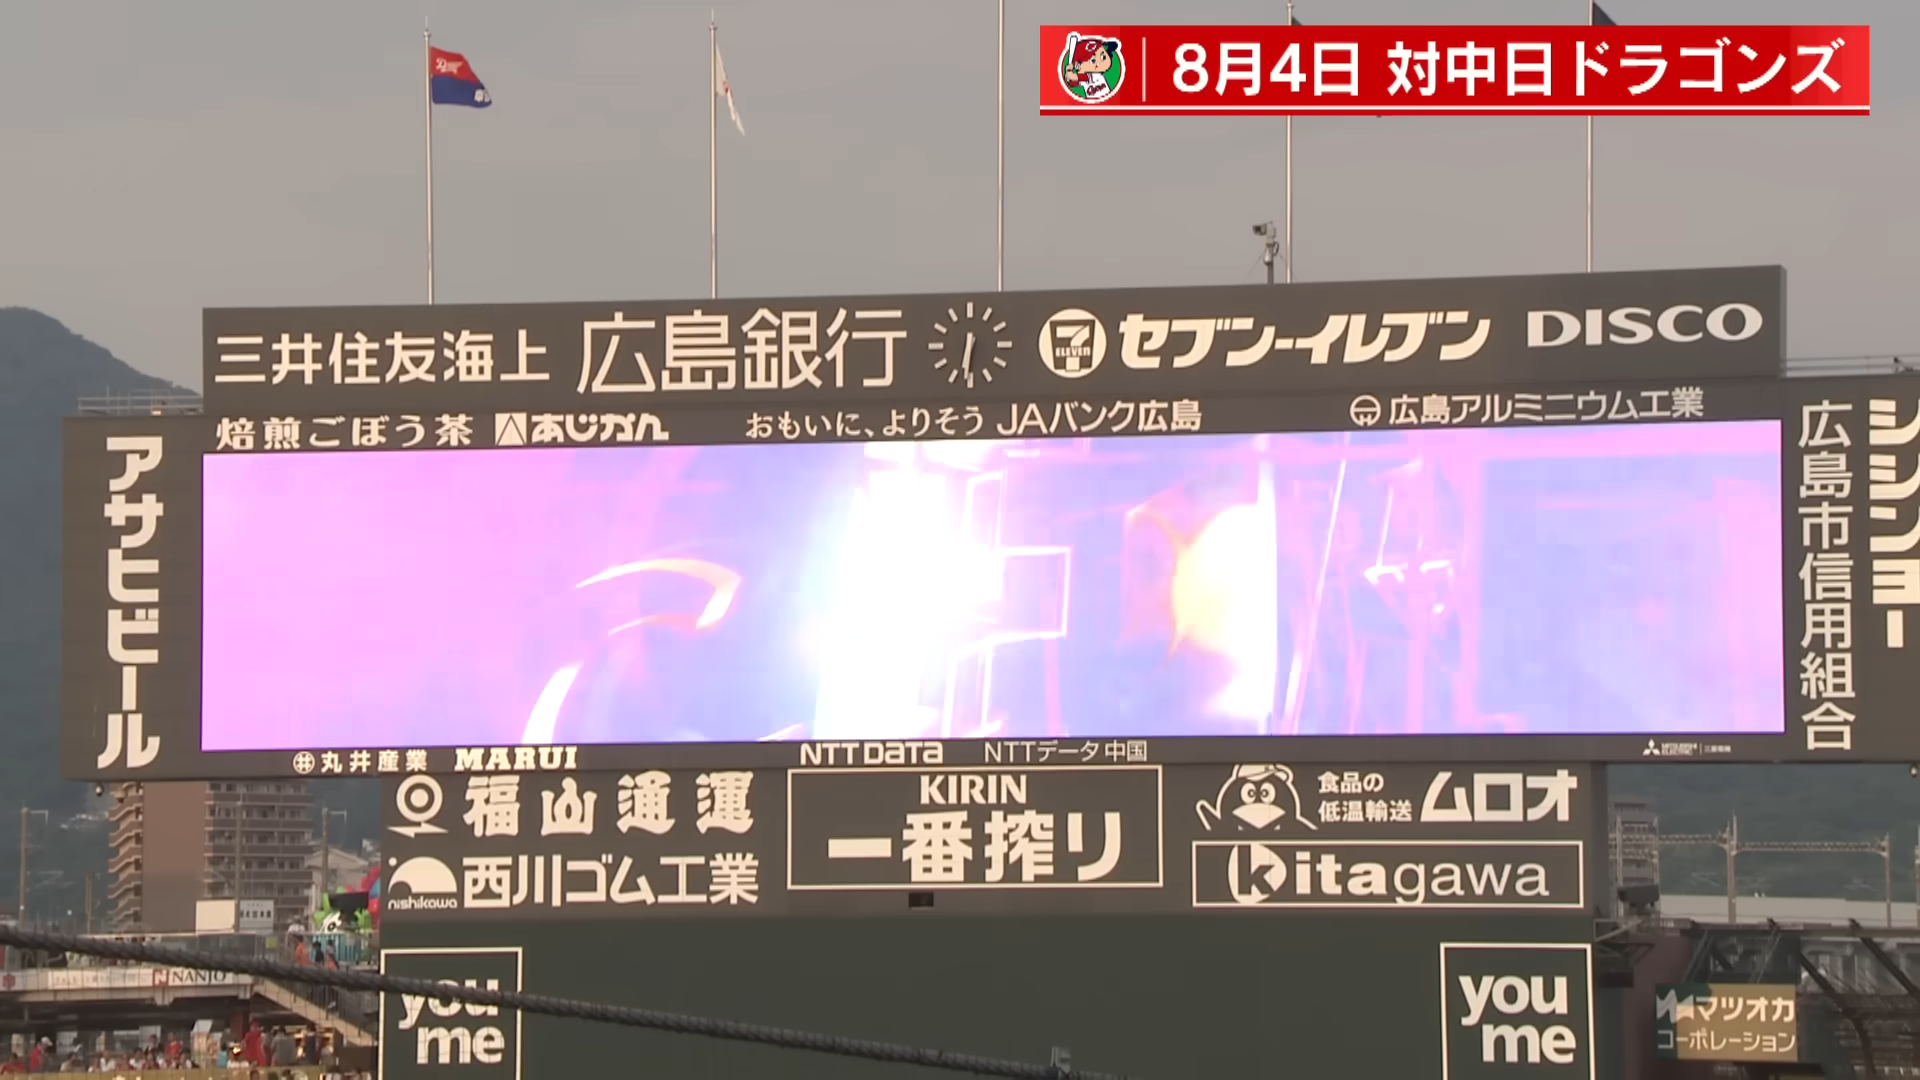 8月4日 対中日ドラゴンズ
三井住友海上 広島銀行 7 ELEVEN セブン-イレブン DISCO
焙煎ごぼう茶 あじかん おもいに、よりそう JAバンク広島 広島アルミニウム工業
アサヒビール
広島市信用組合
シシンヨー
丸井産業 MARUI NTT DATA NTTデータ中国
福山通運
KIRIN
一番搾り
食品の
低温輸送 ムロオ
nishikawa 西川ゴム工業
kitagawa
NANJO
you
me
you
me
マツオカ
コーポレーション